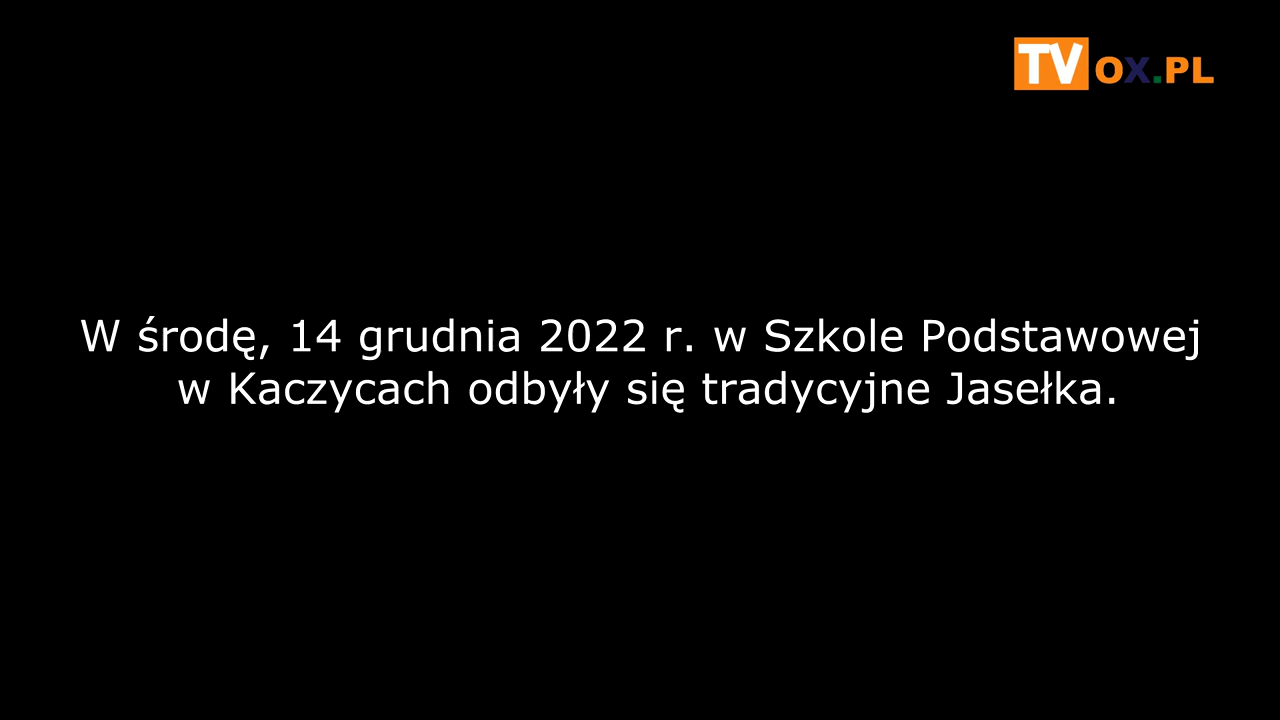 TVOX.PL
W środę, 14 grudnia 2022 r. w Szkole Podstawowej
w Kaczycach odbyły się tradycyjne Jasełka.